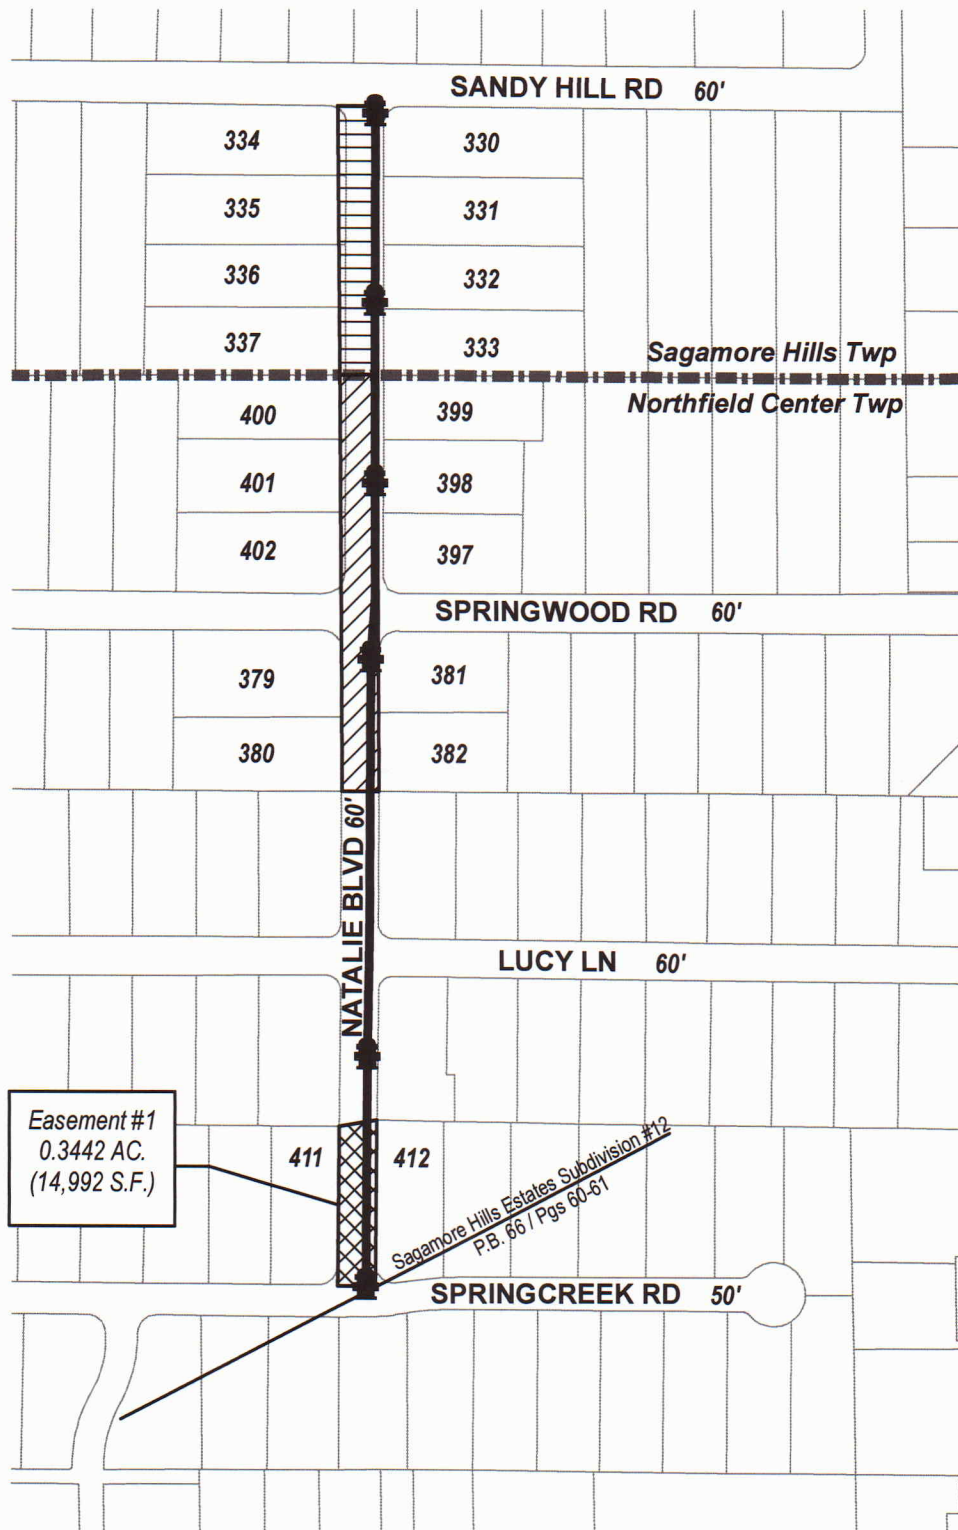 SANDY HILL RD 60'
334
330
335
331
336
332
337
333
Sagamore Hills Twp
Northfield Center Twp
400
399
401
398
402
397
SPRINGWOOD RD 60'
379
381
380
382
NATALIE BLVD 60'
LUCY LN 60'
Easement #1
0.3442 AC.
(14,992 S.F.)
411
412
Sagamore Hills Estates Subdivision #12
P.B. 66 / Pgs 60-61
SPRINGCREEK RD 50'